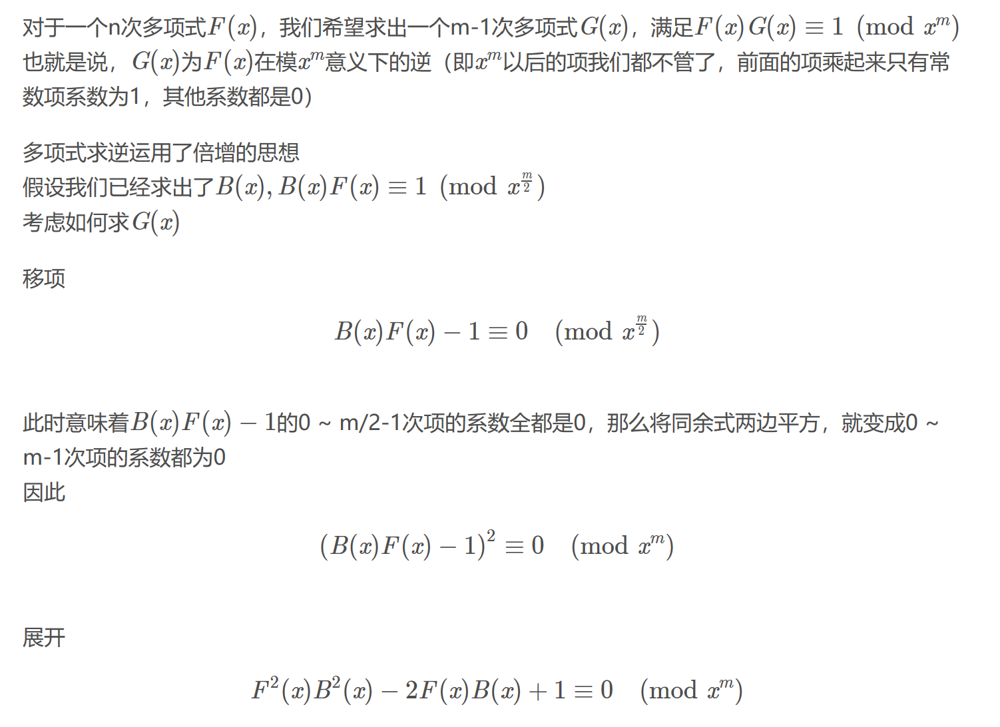 对于一个n次多项式$F(x)$，我们希望求出一个m-1次多项式$G(x)$，满足$F(x)G(x) \equiv 1 \pmod{x^m}$
也就是说，$G(x)$为$F(x)$在模$x^m$意义下的逆（即$x^m$以后的项我们都不管了，前面的项乘起来只有常
数项系数为1，其他系数都是0）
多项式求逆运用了倍增的思想
假设我们已经求出了$B(x), B(x)F(x) \equiv 1 \pmod{x^{\frac{m}{2}}}$
考虑如何求$G(x)$
移项
$B(x)F(x) - 1 \equiv 0 \pmod{x^{\frac{m}{2}}}$
此时意味着$B(x)F(x) - 1$的0 ~ m/2-1次项的系数全都是0，那么将同余式两边平方，就变成0 ~
m-1次项的系数都为0
因此
$(B(x)F(x) - 1)^2 \equiv 0 \pmod{x^m}$
展开
$F^2(x)B^2(x) - 2F(x)B(x) + 1 \equiv 0 \pmod{x^m}$